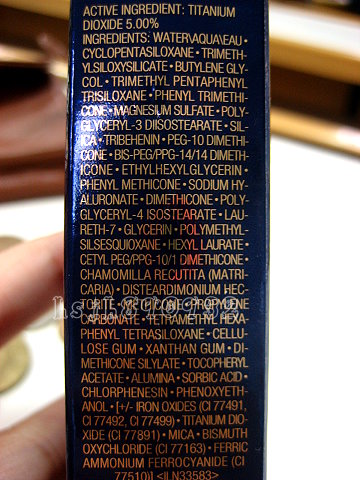 ACTIVE INGREDIENT: TITANIUM
DIOXIDE 5.00%
INGREDIENTS: WATER\AQUA\EAU •
CYCLOPENTASILOXANE • TRIMETH-
YLSILOXYSILICATE • BUTYLENE GLY-
COL • TRIMETHYL PENTAPHENYL
TRISILOXANE • PHENYL TRIMETHI-
CONE • MAGNESIUM SULFATE • POLY-
GLYCERYL-3 DIISOSTEARATE • SIL-
ICA • TRIBEHENIN • PEG-10 DIMETHI-
CONE • BIS-PEG/PPG-14/14 DIMETH-
ICONE • ETHYLHEXYLGLYCERIN •
PHENYL METHICONE • SODIUM HY-
ALURONATE • DIMETHICONE • POLY-
GLYCERYL-4 ISOSTEARATE • LAU-
RETH-7 • GLYCERIN • POLYMETHYL-
SILSESQUIOXANE • HEXYL LAURATE •
CETYL PEG/PPG-10/1 DIMETHICONE •
CHAMOMILLA RECUTITA (MATRI-
CARIA) • DISTEARDIMONIUM HEC-
PROPYLENE
CARBONATE • TETRAMETHYL HEXA-
PHENYL TETRASILOXANE • CELLU-
LOSE GUM • XANTHAN GUM • DI-
METHICONE SILYLATE • TOCOPHERYL
ACETATE • ALUMINA • SORBIC ACID •
CHLORPHENESIN • PHENOXYETH-
ANOL • [+/- IRON OXIDES (CI 77491,
CI 77492, CI 77499) • TITANIUM DIO-
XIDE (CI 77891) • MICA • BISMUTH
OXYCHLORIDE (CI 77163) • FERRIC
AMMONIUM FERROCYANIDE (CI
77510)] <ILN33583>